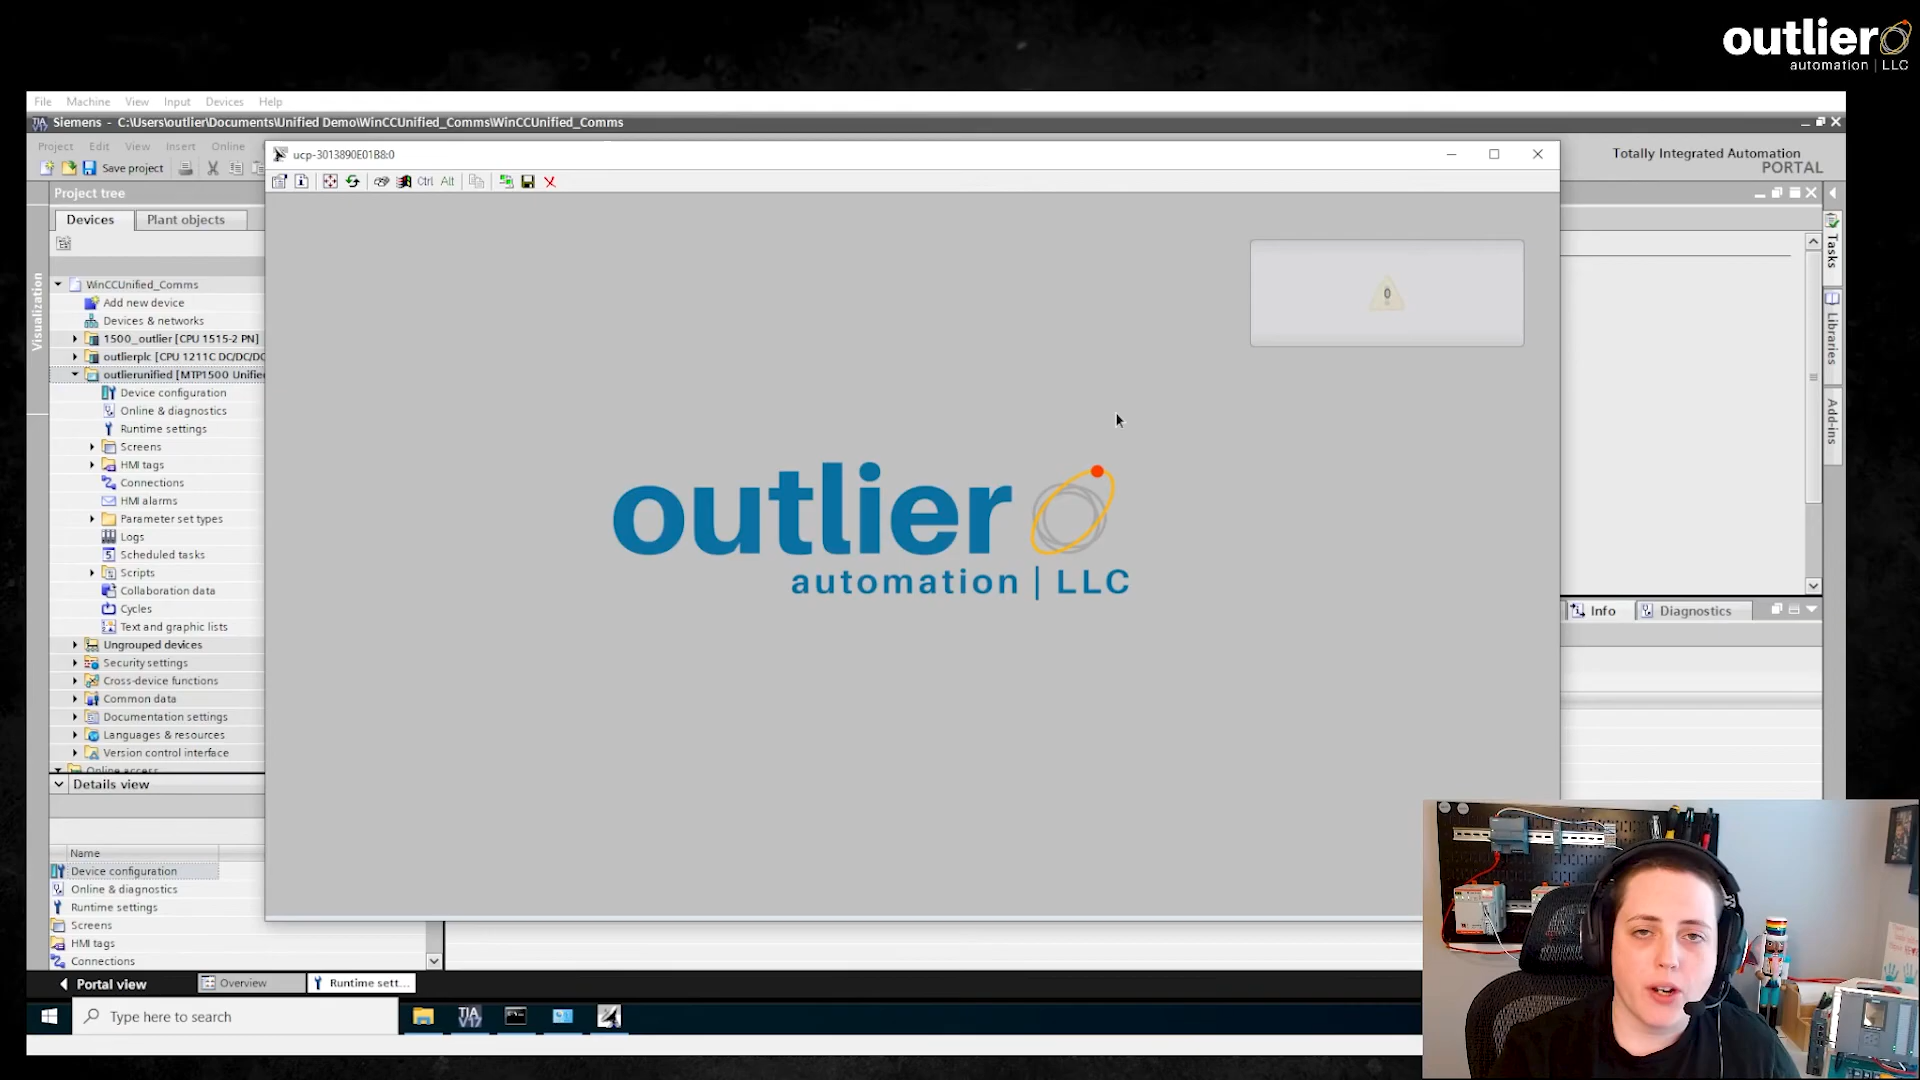 outlier
automation | LLC
File Machine View Input Devices Help
Siemens - C:\Users\outlier\Documents\Unified Demo\WinCCUnified_Comms\WinCCUnified_Comms
Project Edit View Insert Online
Totally Integrated Automation
PORTAL
Save project
ucp-3013890E01B8:0
Ctrl Alt
Project tree
Devices Plant objects
Visualization
WinCCUnified_Comms
Add new device
Devices & networks
1500_outlier [CPU 1515-2 PN]
outlierplc [CPU 1211C DC/DC/DC
outlierunified [MTP1500 Unified
Device configuration
Online & diagnostics
Runtime settings
Screens
HMI tags
Connections
HMI alarms
Parameter set types
Logs
Scheduled tasks
Scripts
Collaboration data
Cycles
Text and graphic lists
Ungrouped devices
Security settings
Cross-device functions
Common data
Documentation settings
Languages & resources
Version control interface
Online access
Details view
Name
Device configuration
Online & diagnostics
Runtime settings
Screens
HMI tags
Connections
0
outlier
automation | LLC
Tasks
Libraries
Add-ins
Info Diagnostics
Portal view Overview Runtime sett...
Type here to search
TIA
V17